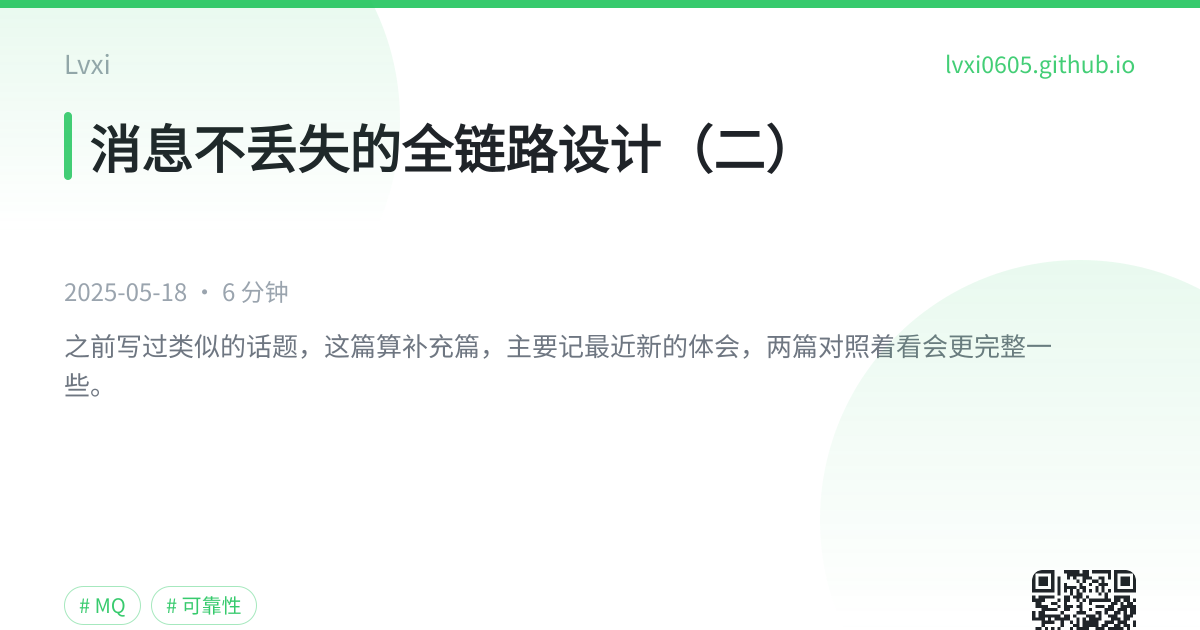 Lvxi
lvxi0605.github.io
消息不丢失的全链路设计（二）
2025-05-18 · 6 分钟
之前写过类似的话题，这篇算补充篇，主要记最近新的体会，两篇对照着看会更完整一
些。
# MQ
# 可靠性